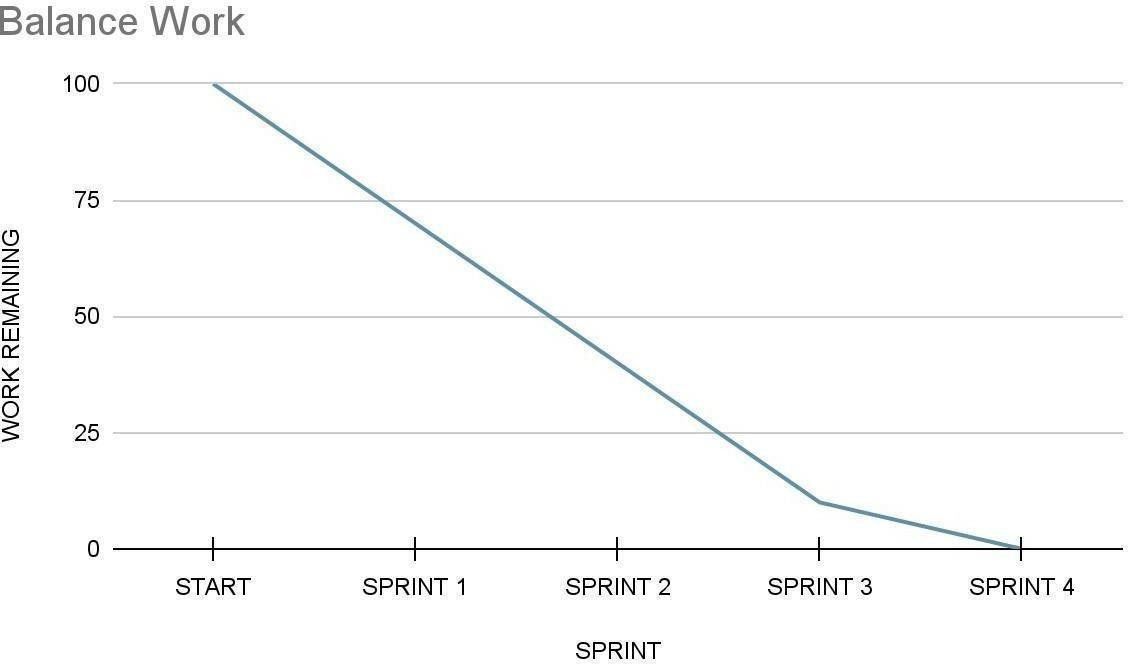 Balance Work
100
75
50
25
0
WORK REMAINING
START SPRINT 1 SPRINT 2 SPRINT 3 SPRINT 4
SPRINT